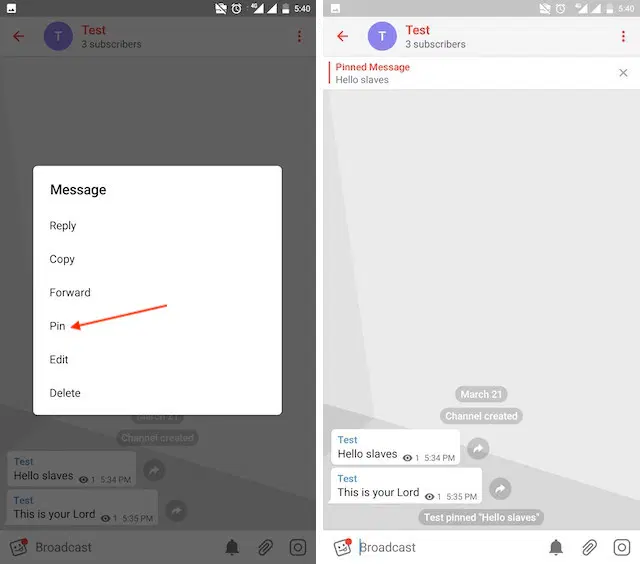 5:40
Test
3 subscribers
Message
Reply
Copy
Forward
Pin
Edit
Delete
March 21
Channel created
Test
Hello slaves 1 5:34 PM
Test
This is your Lord 1 5:35 PM
Broadcast
4G 5:40
T Test
3 subscribers
Pinned Message
Hello slaves
March 21
Channel created
Test
Hello slaves 1 5:34 PM
Test
This is your Lord 1 5:35 PM
Test pinned "Hello slaves"
Broadcast